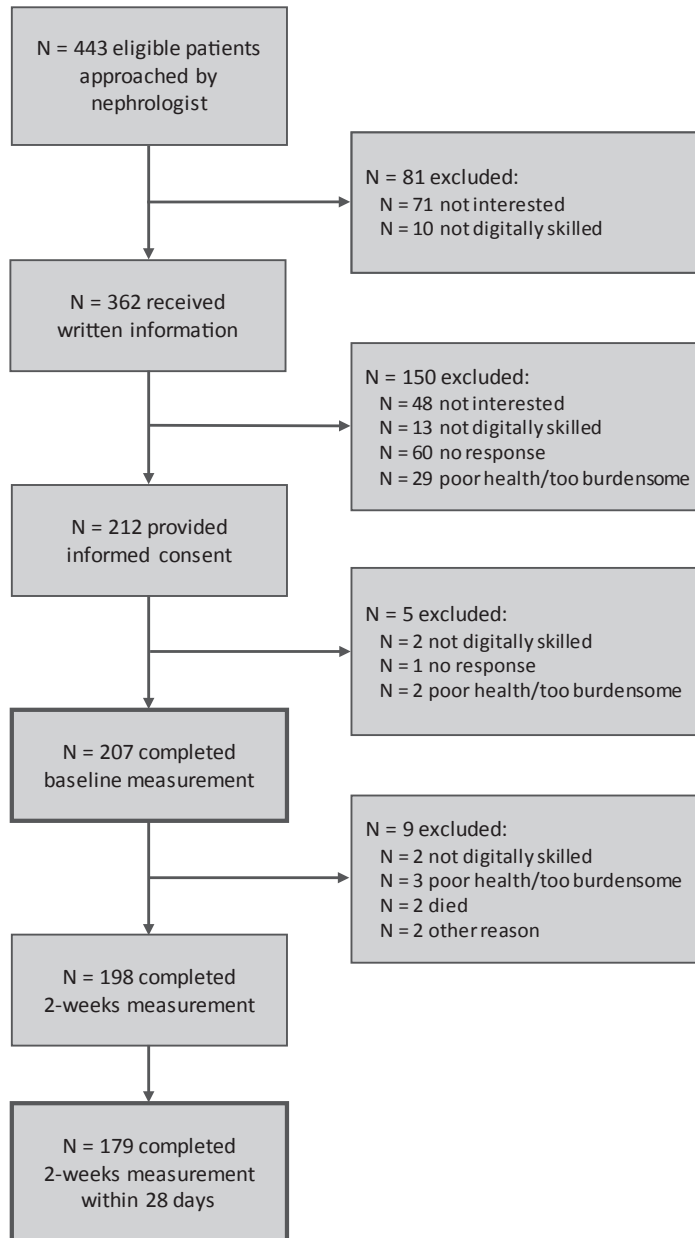 N = 443 eligible patients
approached by
nephrologist
N = 81 excluded:
N = 71 not interested
N = 10 not digitally skilled
N = 362 received
written information
N = 150 excluded:
N = 48 not interested
N = 13 not digitally skilled
N = 60 no response
N = 29 poor health/too burdensome
N = 212 provided
informed consent
N = 5 excluded:
N = 2 not digitally skilled
N = 1 no response
N = 2 poor health/too burdensome
N = 207 completed
baseline measurement
N = 9 excluded:
N = 2 not digitally skilled
N = 3 poor health/too burdensome
N = 2 died
N = 2 other reason
N = 198 completed
2-weeks measurement
N = 179 completed
2-weeks measurement
within 28 days